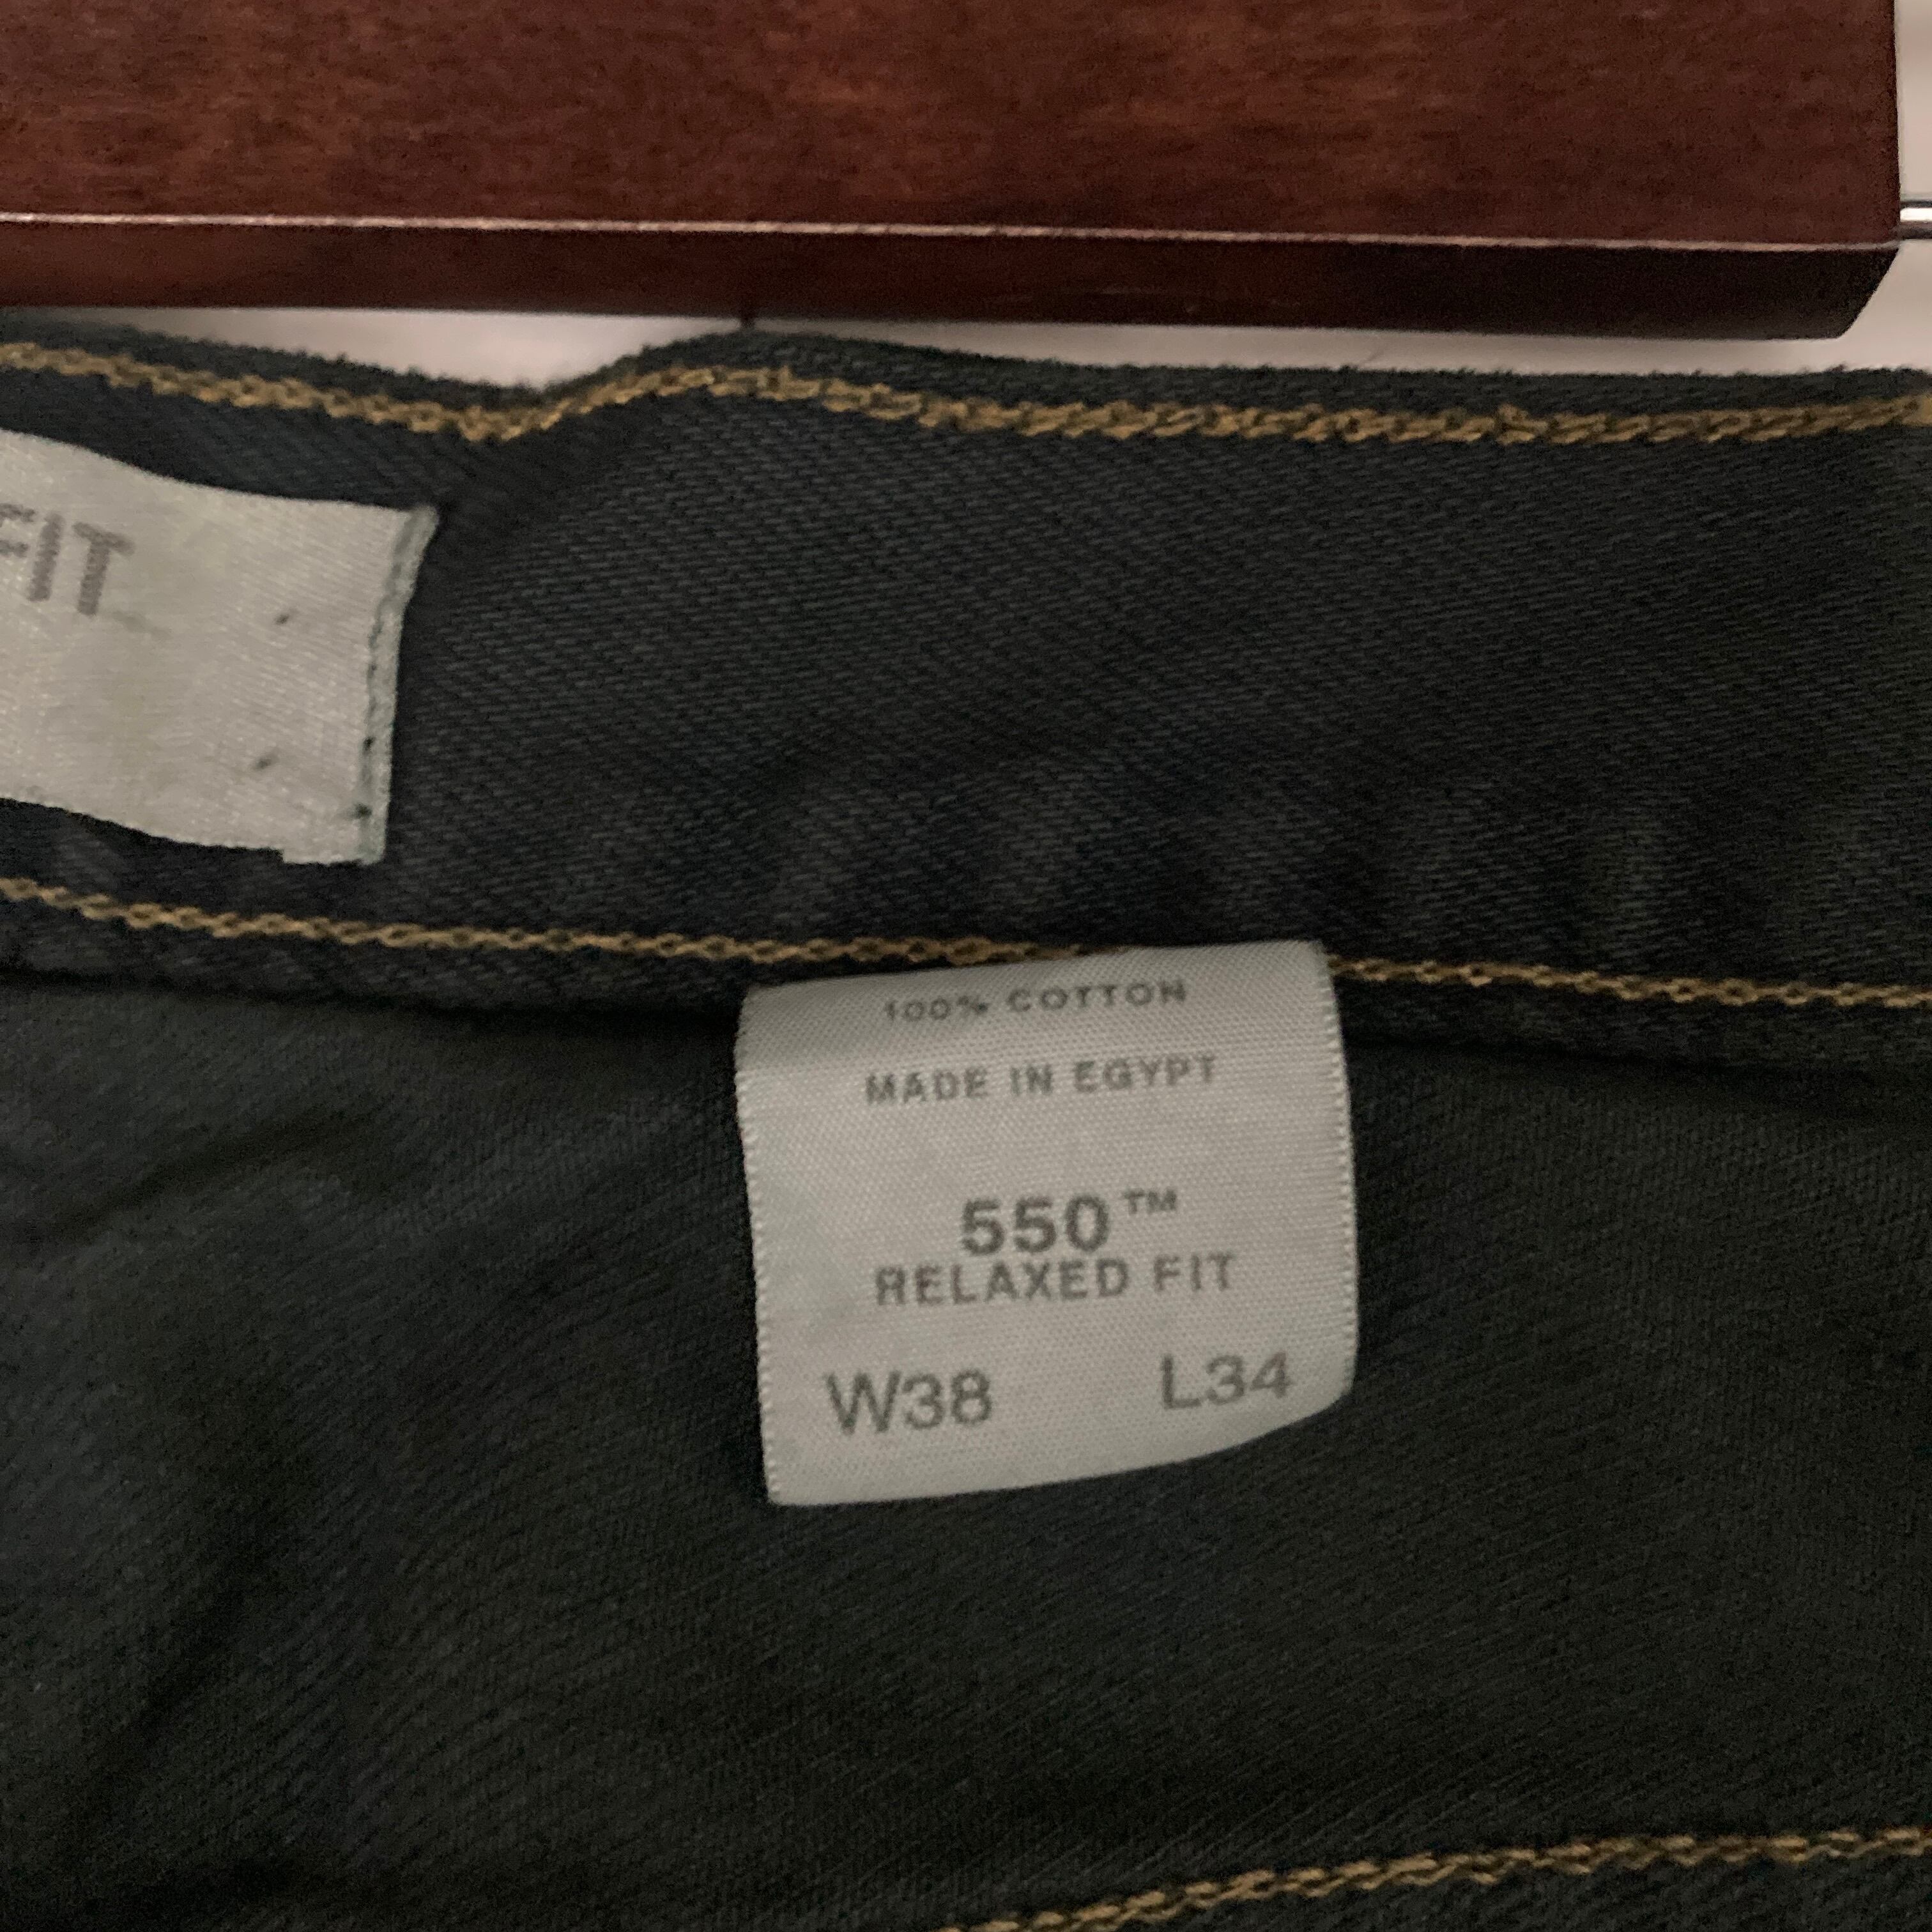 FIT
100% COTTON
MADE IN EGYPT
550™
RELAXED FIT
W38 L34